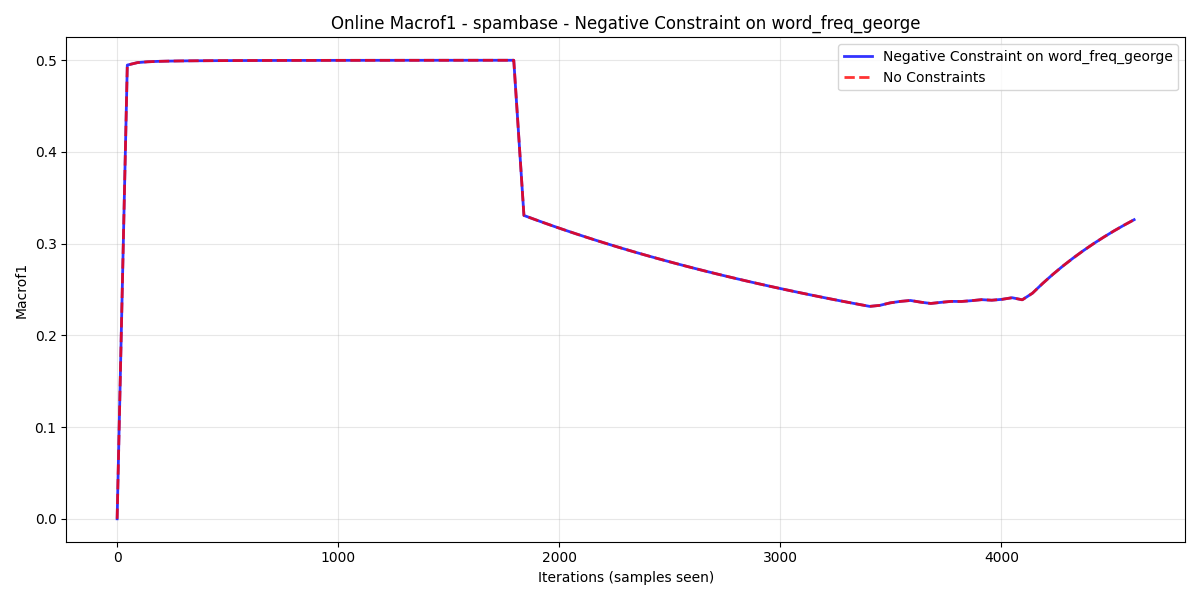 Online Macrof1 - spambase - Negative Constraint on word_freq_george
Negative Constraint on word_freq_george
No Constraints
Macrof1
0.5
0.4
0.3
0.2
0.1
0.0
0 1000 2000 3000 4000
Iterations (samples seen)